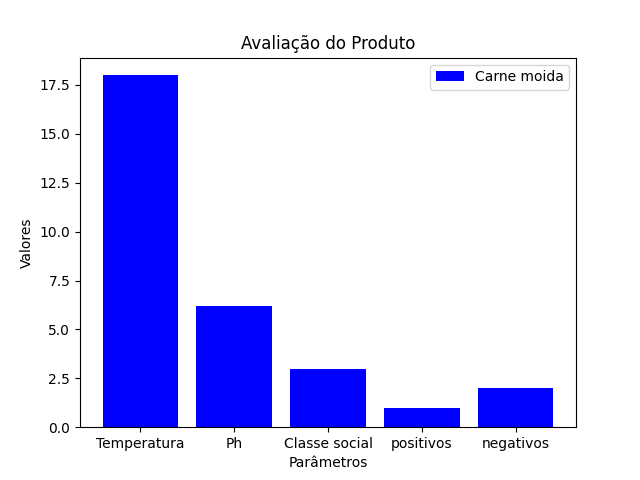 Avaliação do Produto
Carne moida
17.5
15.0
12.5
10.0
7.5
5.0
2.5
0.0
Valores
Temperatura
Ph
Classe social
positivos
negativos
Parâmetros